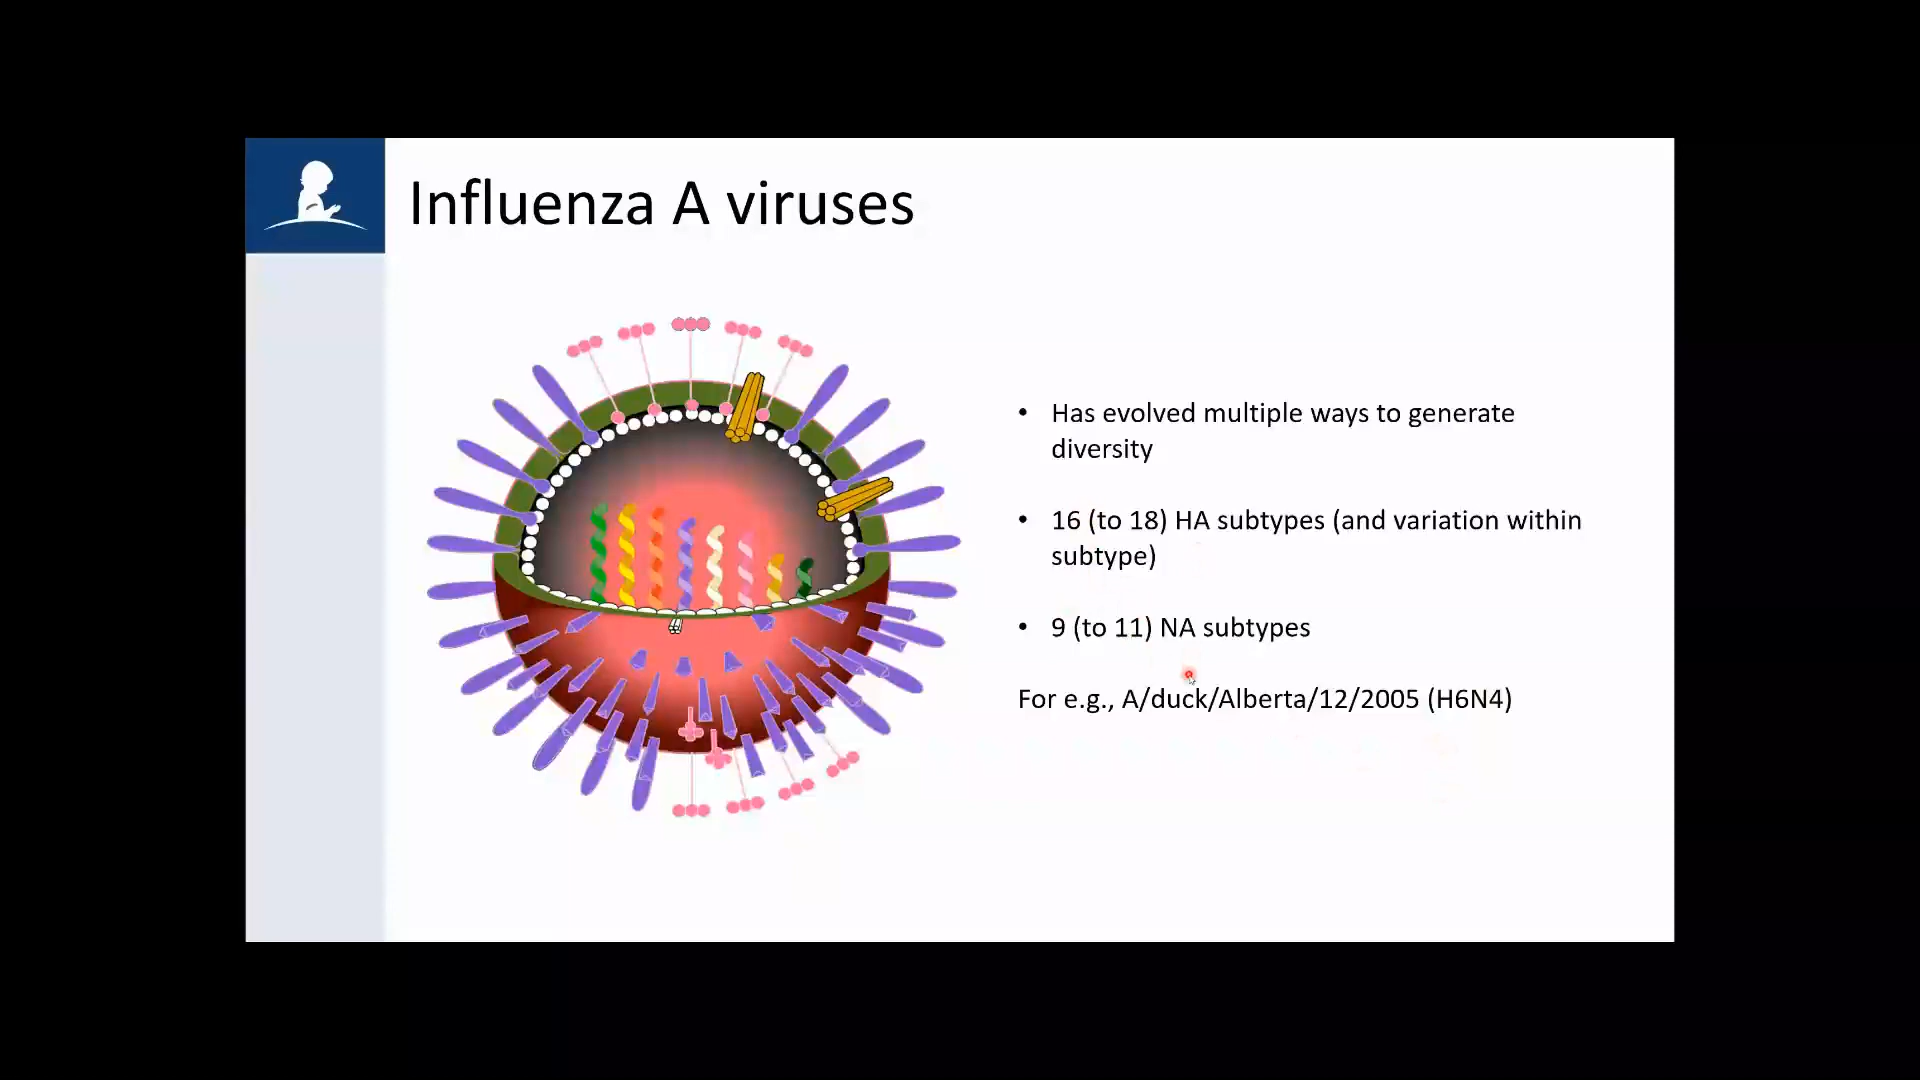 Influenza A viruses
• Has evolved multiple ways to generate
diversity
• 16 (to 18) HA subtypes (and variation within
subtype)
• 9 (to 11) NA subtypes
For e.g., A/duck/Alberta/12/2005 (H6N4)